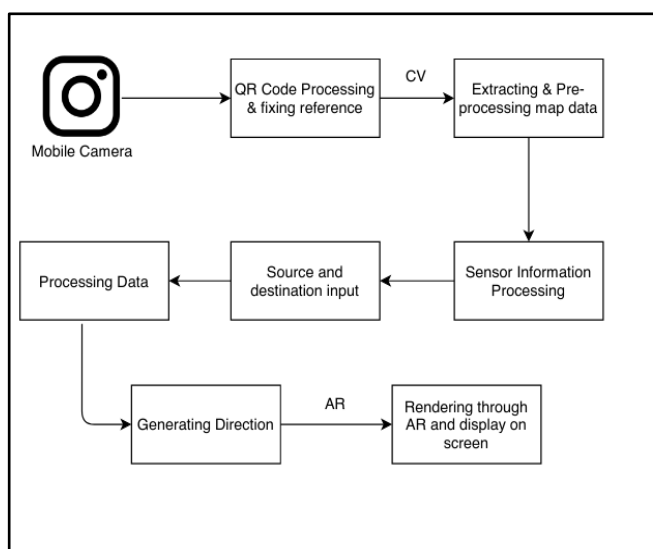 Mobile Camera
QR Code Processing
& fixing reference
CV
Extracting & Pre-
processing map data
Sensor Information
Processing
Source and
destination input
Processing Data
Generating Direction
AR
Rendering through
AR and display on
screen